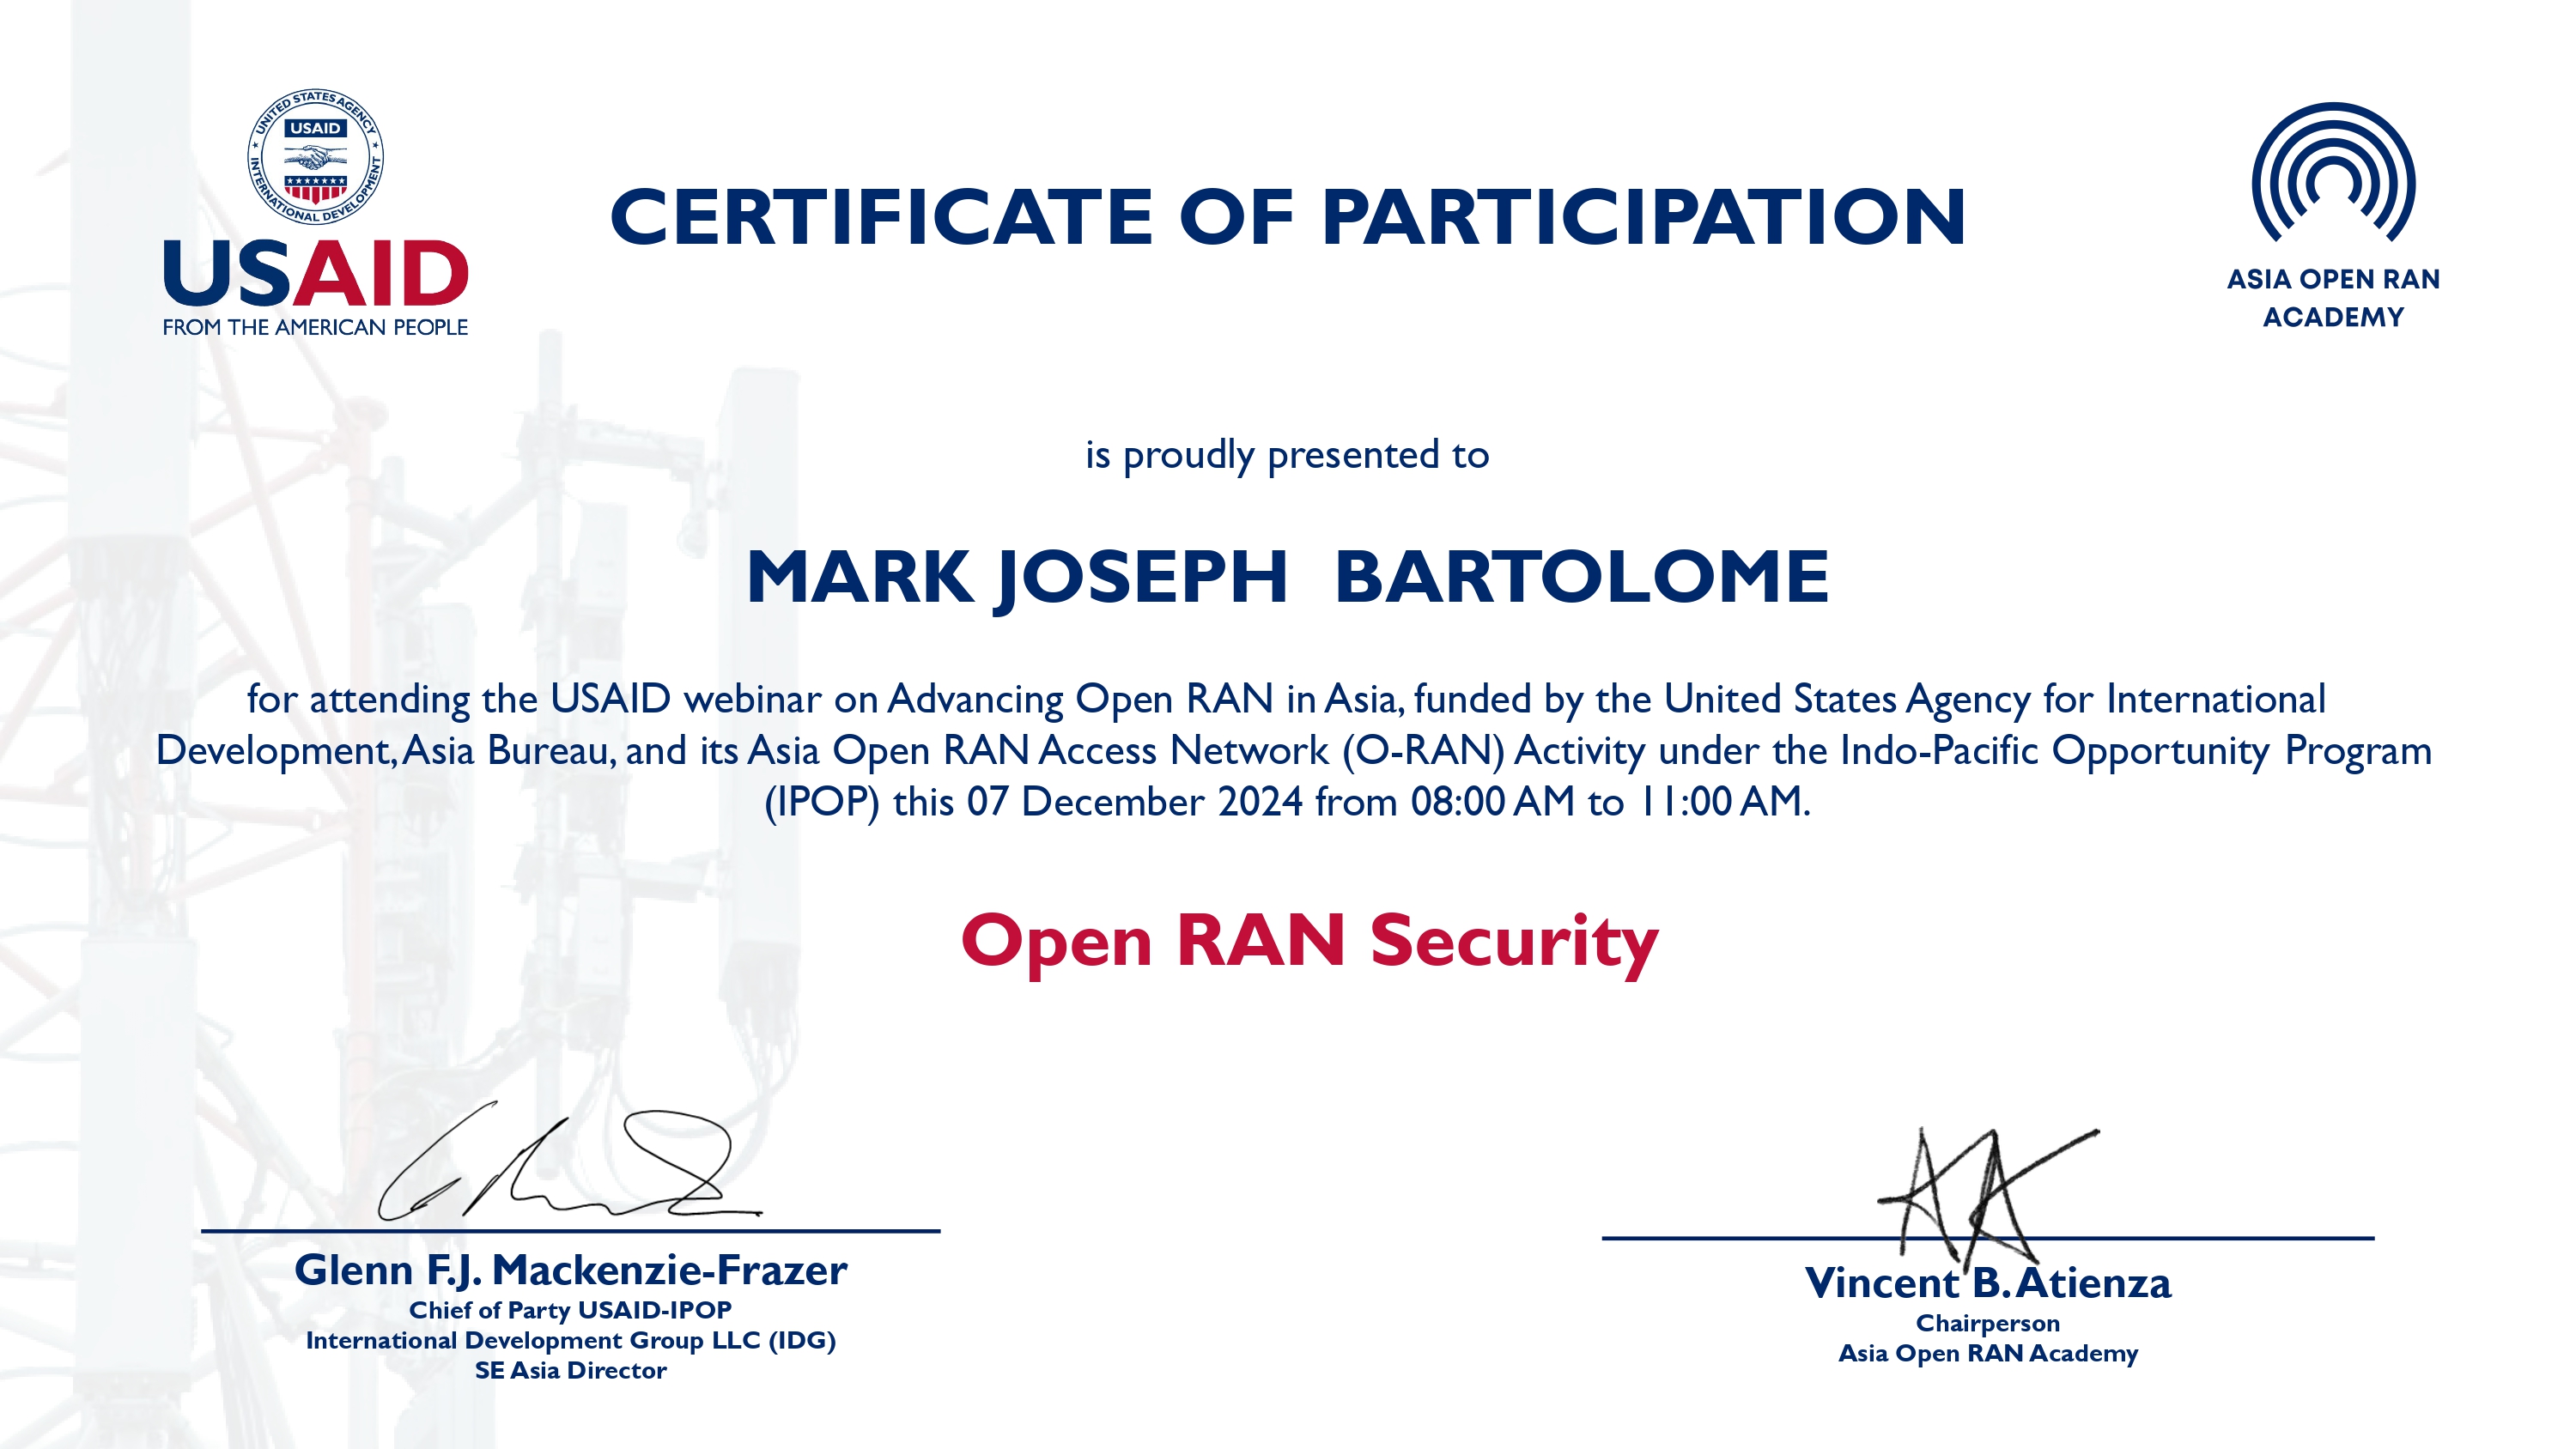 UNITED STATES AGENCY
INTERNATIONAL DEVELOPMENT
USAID
USAID
FROM THE AMERICAN PEOPLE
CERTIFICATE OF PARTICIPATION
ASIA OPEN RAN
ACADEMY
is proudly presented to
MARK JOSEPH  BARTOLOME
for attending the USAID webinar on Advancing Open RAN in Asia, funded by the United States Agency for International
Development, Asia Bureau, and its Asia Open RAN Access Network (O-RAN) Activity under the Indo-Pacific Opportunity Program
(IPOP) this 07 December 2024 from 08:00 AM to 11:00 AM.
Open RAN Security
Glenn F.J. Mackenzie-Frazer
Chief of Party USAID-IPOP
International Development Group LLC (IDG)
SE Asia Director
Vincent B. Atienza
Chairperson
Asia Open RAN Academy